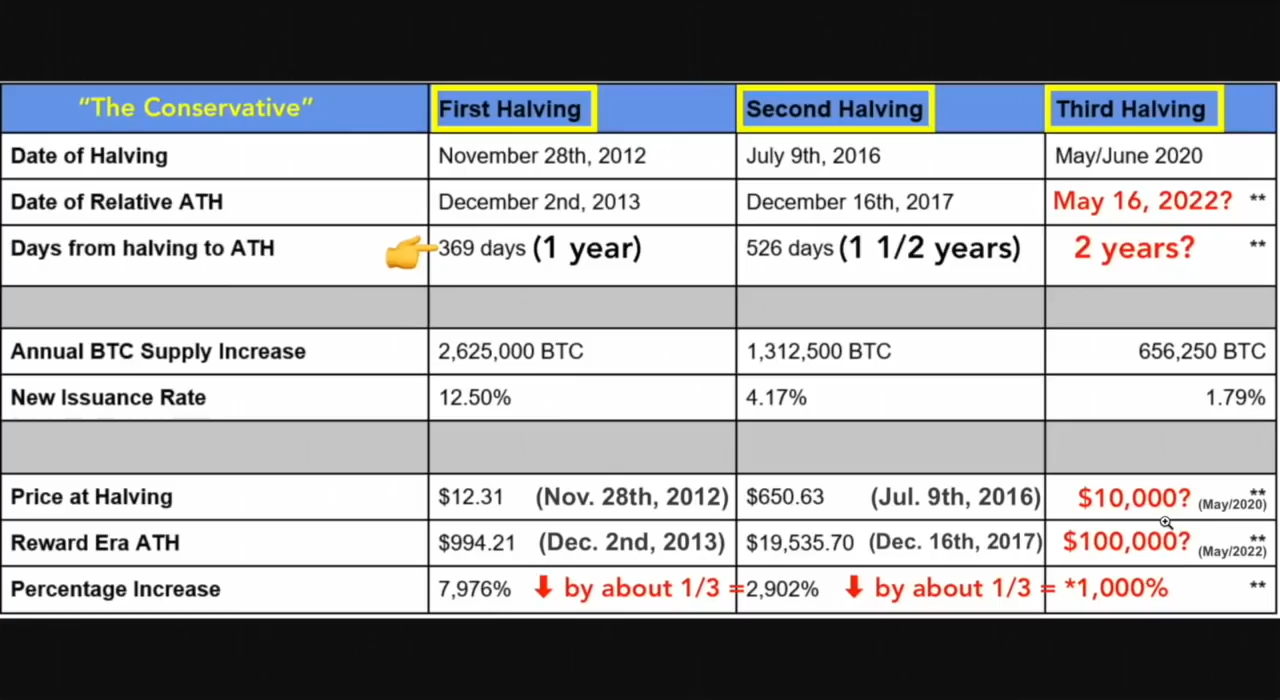 “The Conservative” First Halving Second Halving Third Halving
Date of Halving November 28th, 2012 July 9th, 2016 May/June 2020
Date of Relative ATH December 2nd, 2013 December 16th, 2017 May 16, 2022? **
Days from halving to ATH 369 days (1 year) 526 days (1 1/2 years) 2 years? **
Annual BTC Supply Increase 2,625,000 BTC 1,312,500 BTC 656,250 BTC
New Issuance Rate 12.50% 4.17% 1.79%
Price at Halving $12.31 (Nov. 28th, 2012) $650.63 (Jul. 9th, 2016) $10,000? ** (May/2020)
Reward Era ATH $994.21 (Dec. 2nd, 2013) $19,535.70 (Dec. 16th, 2017) $100,000? ** (May/2022)
Percentage Increase 7,976% by about 1/3 = 2,902% by about 1/3 = *1,000% **